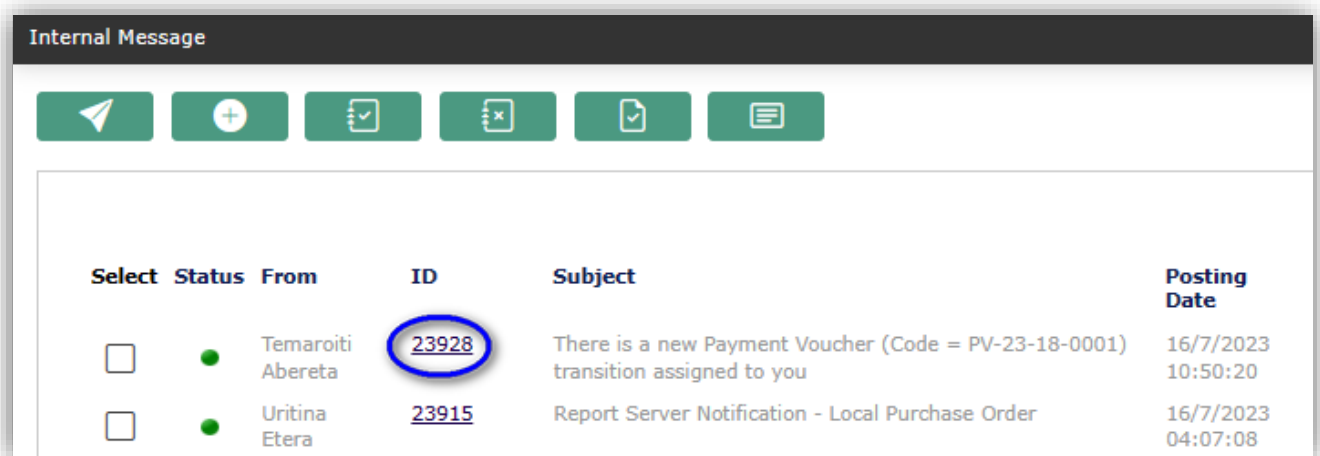 Internal Message
Select Status From ID Subject Posting
Date
Temaroiti 23928 There is a new Payment Voucher (Code = PV-23-18-0001) 16/7/2023
Abereta transition assigned to you 10:50:20
Uritina 23915 Report Server Notification - Local Purchase Order 16/7/2023
Etera 04:07:08